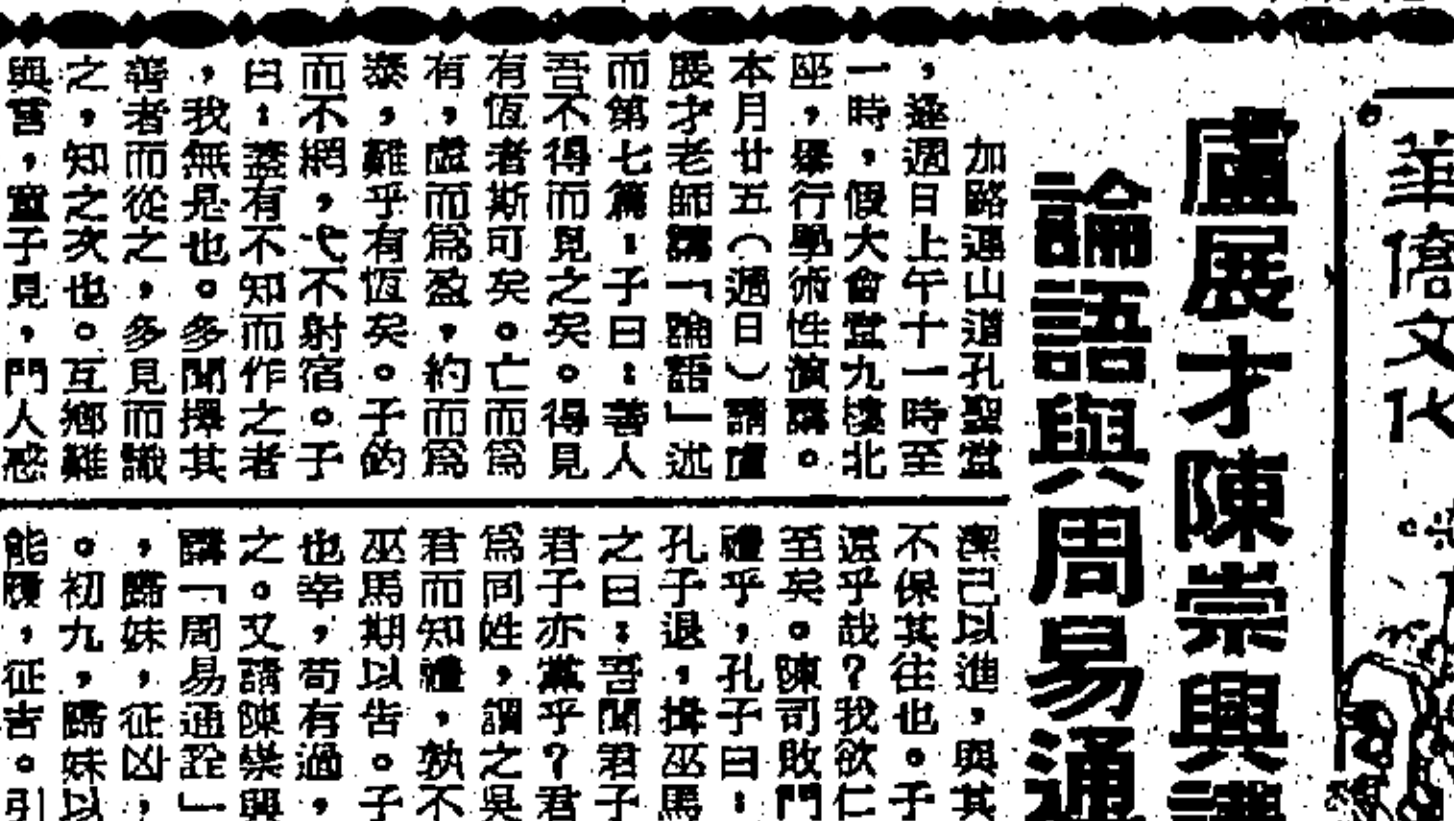 華僑文化
盧展才陳崇興講
論語與周易通
加路連山道孔聖堂
，逢週日上午十一時至
一時，假大會堂九樓北
座，舉行學術性演講。
本月廿五（週日）請盧
展才老師講「論語」述
而第七篇：子曰：善人
吾不得而見之矣。得見
有恆者斯可矣。亡而爲
有，虛而爲盈，約而爲
泰，難乎有恆矣。子釣
而不網，弋不射宿。子
曰：蓋有不知而作之者
，我無是也。多聞擇其
善者而從之，多見而識
之，知之次也。互鄉難
與言，童子見，門人惑
潔己以進，與其
不保其往也。子
遠乎哉？我欲仁
至矣。陳司敗門
禮乎，孔子曰：
孔子退，揖巫馬
之曰：吾聞君子
君子亦黨乎？君
爲同姓，謂之吳
君而知禮，孰不
巫馬期以告。子
也幸，苟有過，
之。又請陳崇興
講「周易通詮」
，歸妹，征凶，
。初九，歸妹以
能履，征吉。引